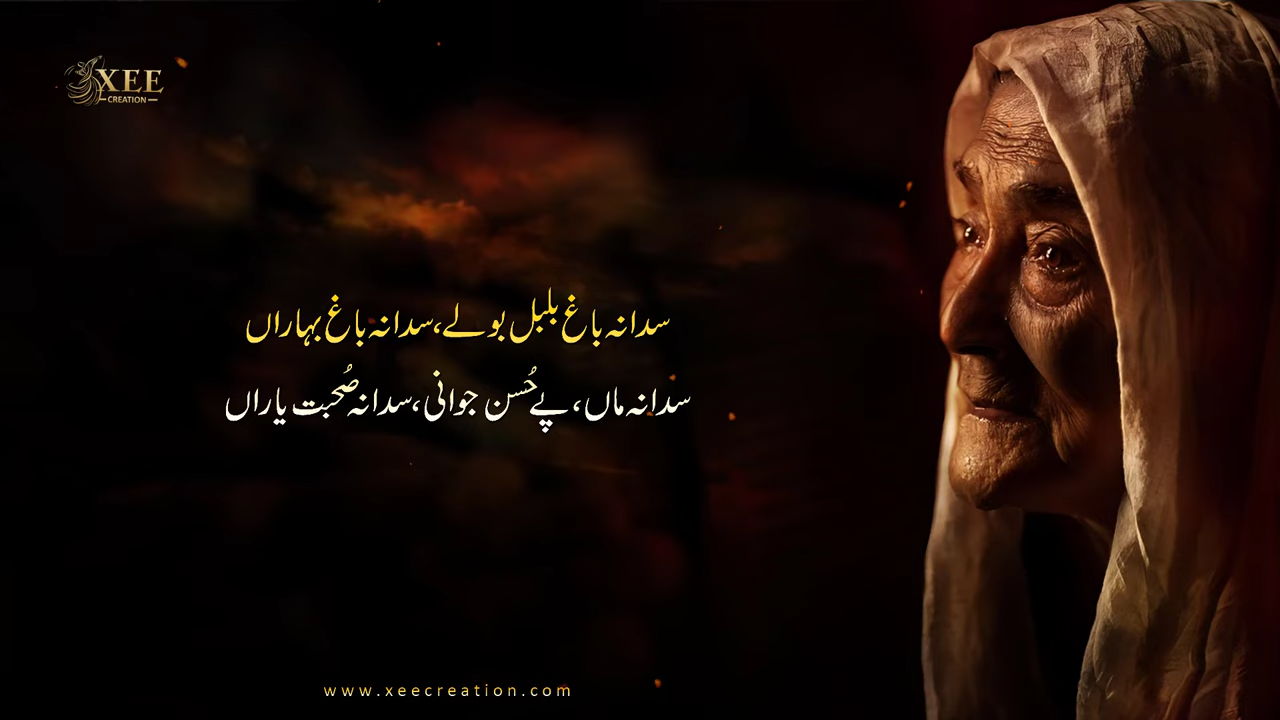 XEE
CREATION
سدا نہ باغ بلبل بولے، سدا نہ باغ بہاراں
سدا نہ ماں، پے حُسن جوانی، سدا نہ صُحبت یاراں
www.xeecreation.com